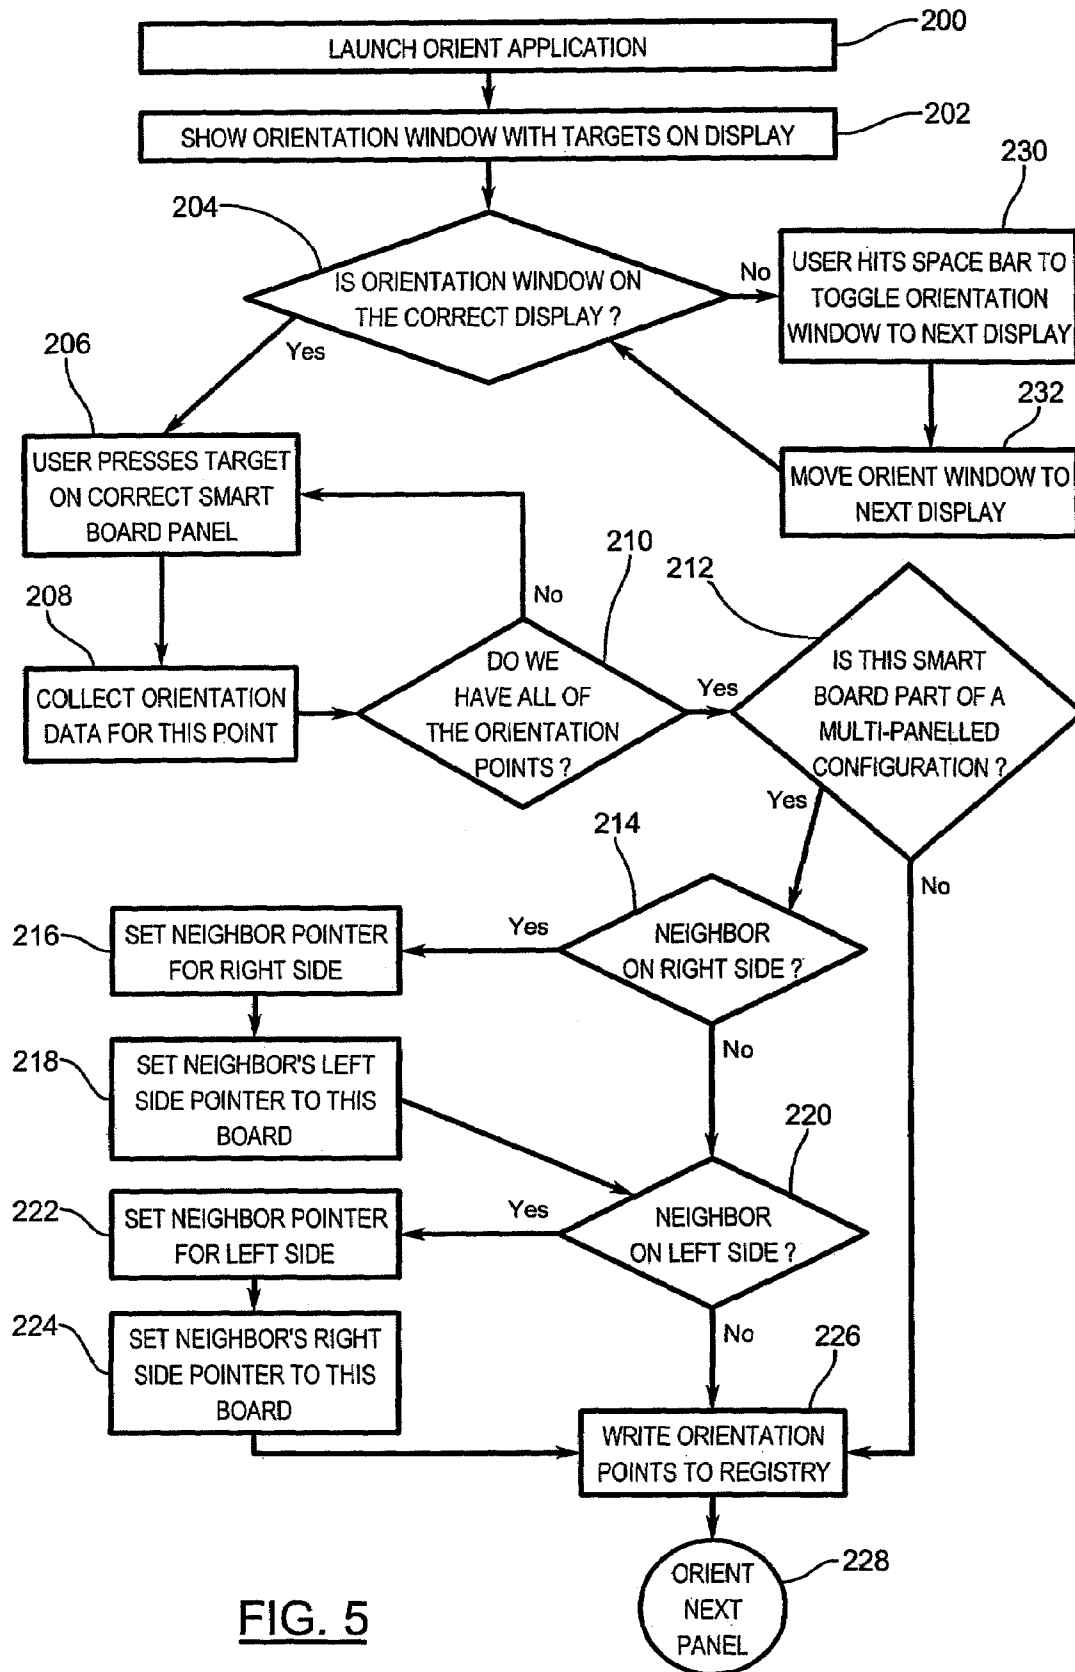 200
LAUNCH ORIENT APPLICATION
202
SHOW ORIENTATION WINDOW WITH TARGETS ON DISPLAY
204
IS ORIENTATION WINDOW ON
THE CORRECT DISPLAY ?
No
Yes
230
USER HITS SPACE BAR TO
TOGGLE ORIENTATION
WINDOW TO NEXT DISPLAY
232
MOVE ORIENT WINDOW TO
NEXT DISPLAY
206
USER PRESSES TARGET
ON CORRECT SMART
BOARD PANEL
208
COLLECT ORIENTATION
DATA FOR THIS POINT
210
No
DO WE
HAVE ALL OF
THE ORIENTATION
POINTS ?
Yes
212
IS THIS SMART
BOARD PART OF A
MULTI-PANELLED
CONFIGURATION ?
Yes
No
214
NEIGHBOR
ON RIGHT SIDE ?
Yes
No
216
SET NEIGHBOR POINTER
FOR RIGHT SIDE
218
SET NEIGHBOR'S LEFT
SIDE POINTER TO THIS
BOARD
220
NEIGHBOR
ON LEFT SIDE ?
Yes
No
222
SET NEIGHBOR POINTER
FOR LEFT SIDE
224
SET NEIGHBOR'S RIGHT
SIDE POINTER TO THIS
BOARD
226
WRITE ORIENTATION
POINTS TO REGISTRY
228
ORIENT
NEXT
PANEL
FIG. 5